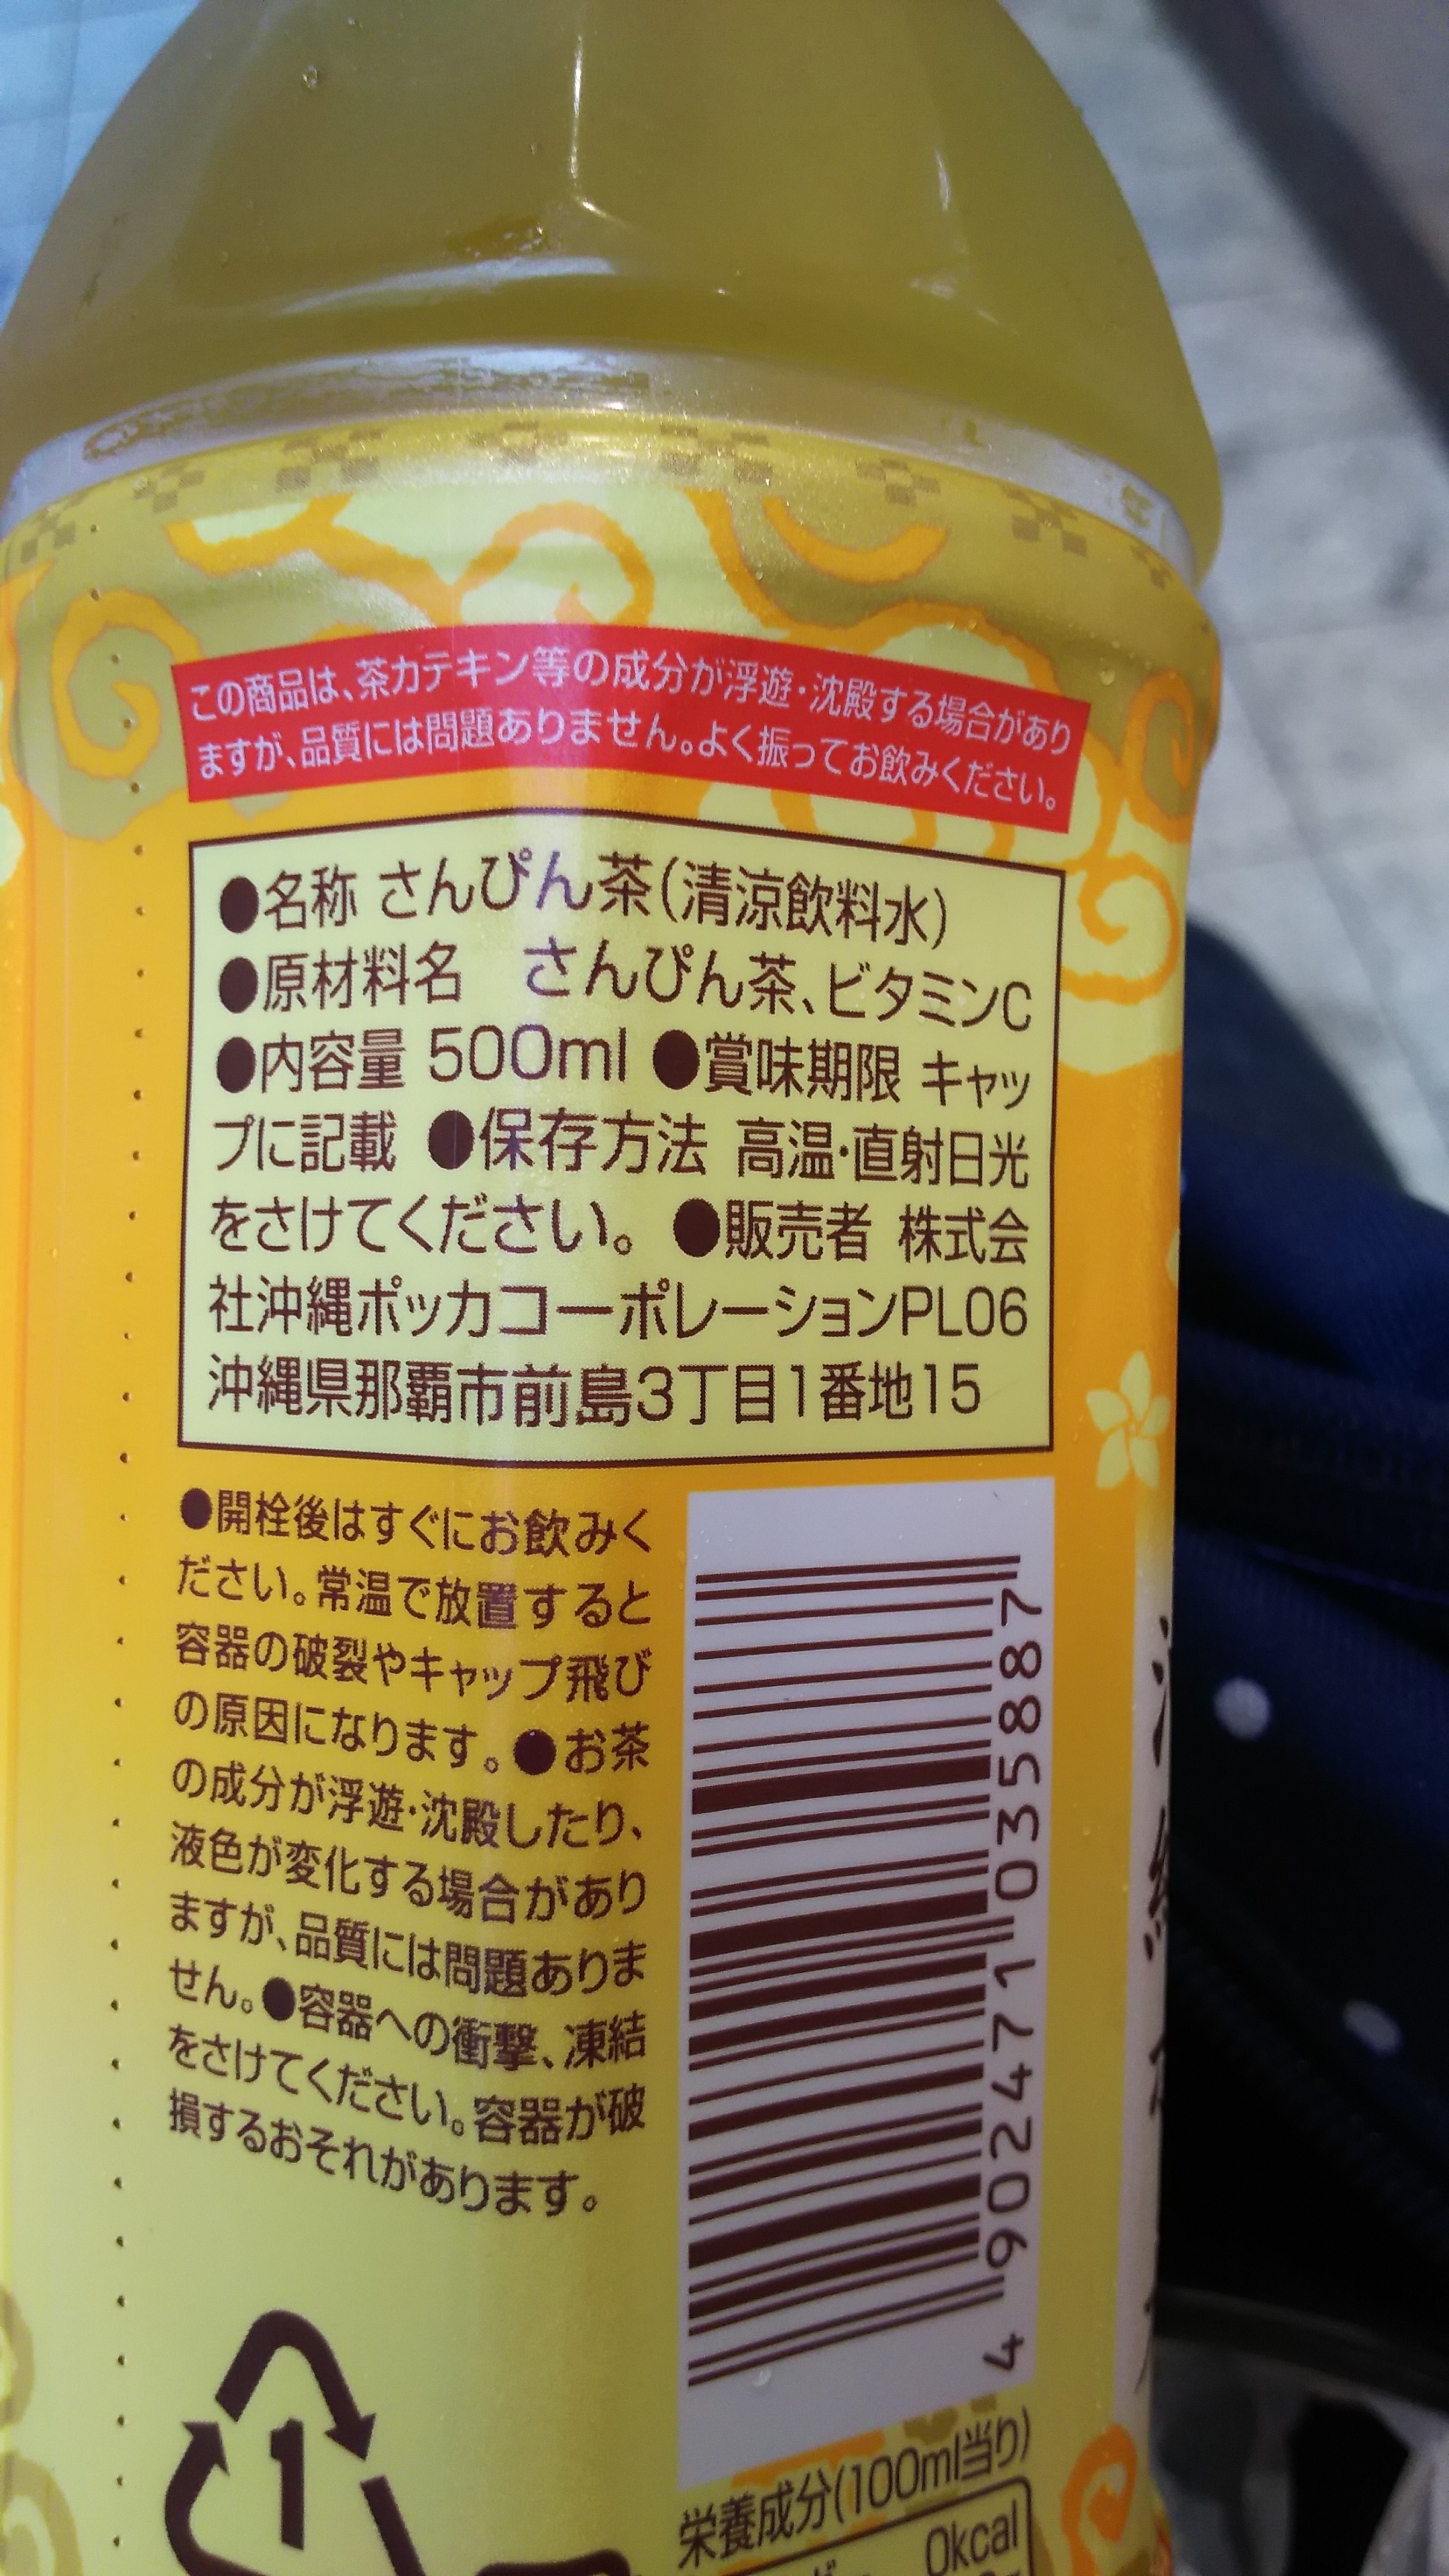 この商品は、茶カテキン等の成分が浮遊・沈殿する場合があり
ますが、品質には問題ありません。よく振ってお飲みください。
●名称 さんぴん茶(清涼飲料水)
●原材料名 さんぴん茶、ビタミンC
●内容量 500ml ●賞味期限 キャッ
プに記載 ●保存方法 高温・直射日光
をさけてください。 ●販売者 株式会
社沖縄ポッカコーポレーションPL06
沖縄県那覇市前島3丁目1番地15
●開栓後はすぐにお飲みく
ださい。常温で放置すると
容器の破裂やキャップ飛び
の原因になります。●お茶
の成分が浮遊・沈殿したり、
液色が変化する場合があり
ますが、品質には問題ありま
せん。●容器への衝撃、凍結
をさけてください。容器が破
損するおそれがあります。
4 902471 035887
1
栄養成分(100ml当り)
0kcal